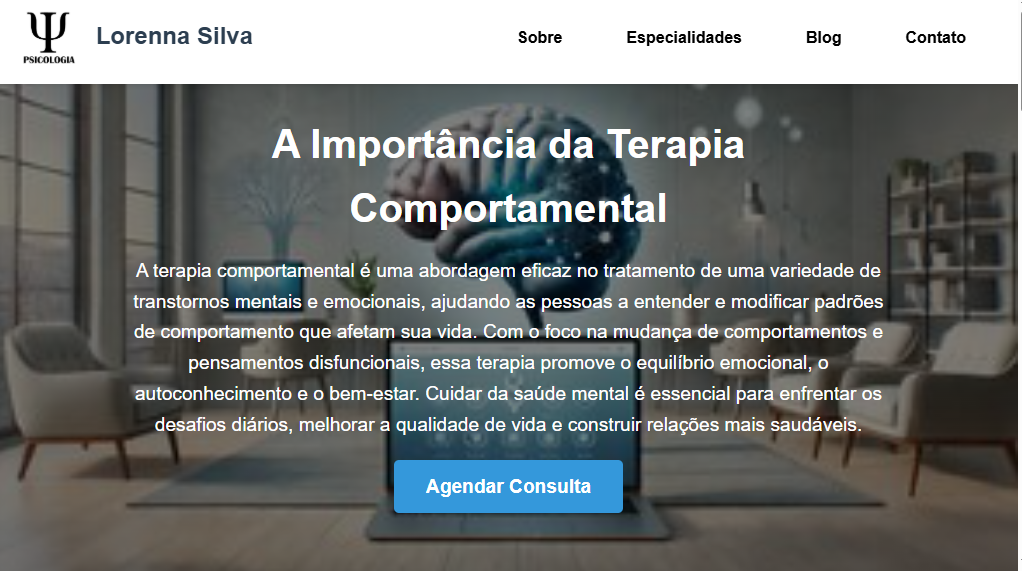 PSICOLOGIA
Lorenna Silva
Sobre
Especialidades
Blog
Contato
A Importância da Terapia
Comportamental
A terapia comportamental é uma abordagem eficaz no tratamento de uma variedade de
transtornos mentais e emocionais, ajudando as pessoas a entender e modificar padrões
de comportamento que afetam sua vida. Com o foco na mudança de comportamentos e
pensamentos disfuncionais, essa terapia promove o equilíbrio emocional, o
autoconhecimento e o bem-estar. Cuidar da saúde mental é essencial para enfrentar os
desafios diários, melhorar a qualidade de vida e construir relações mais saudáveis.
Agendar Consulta